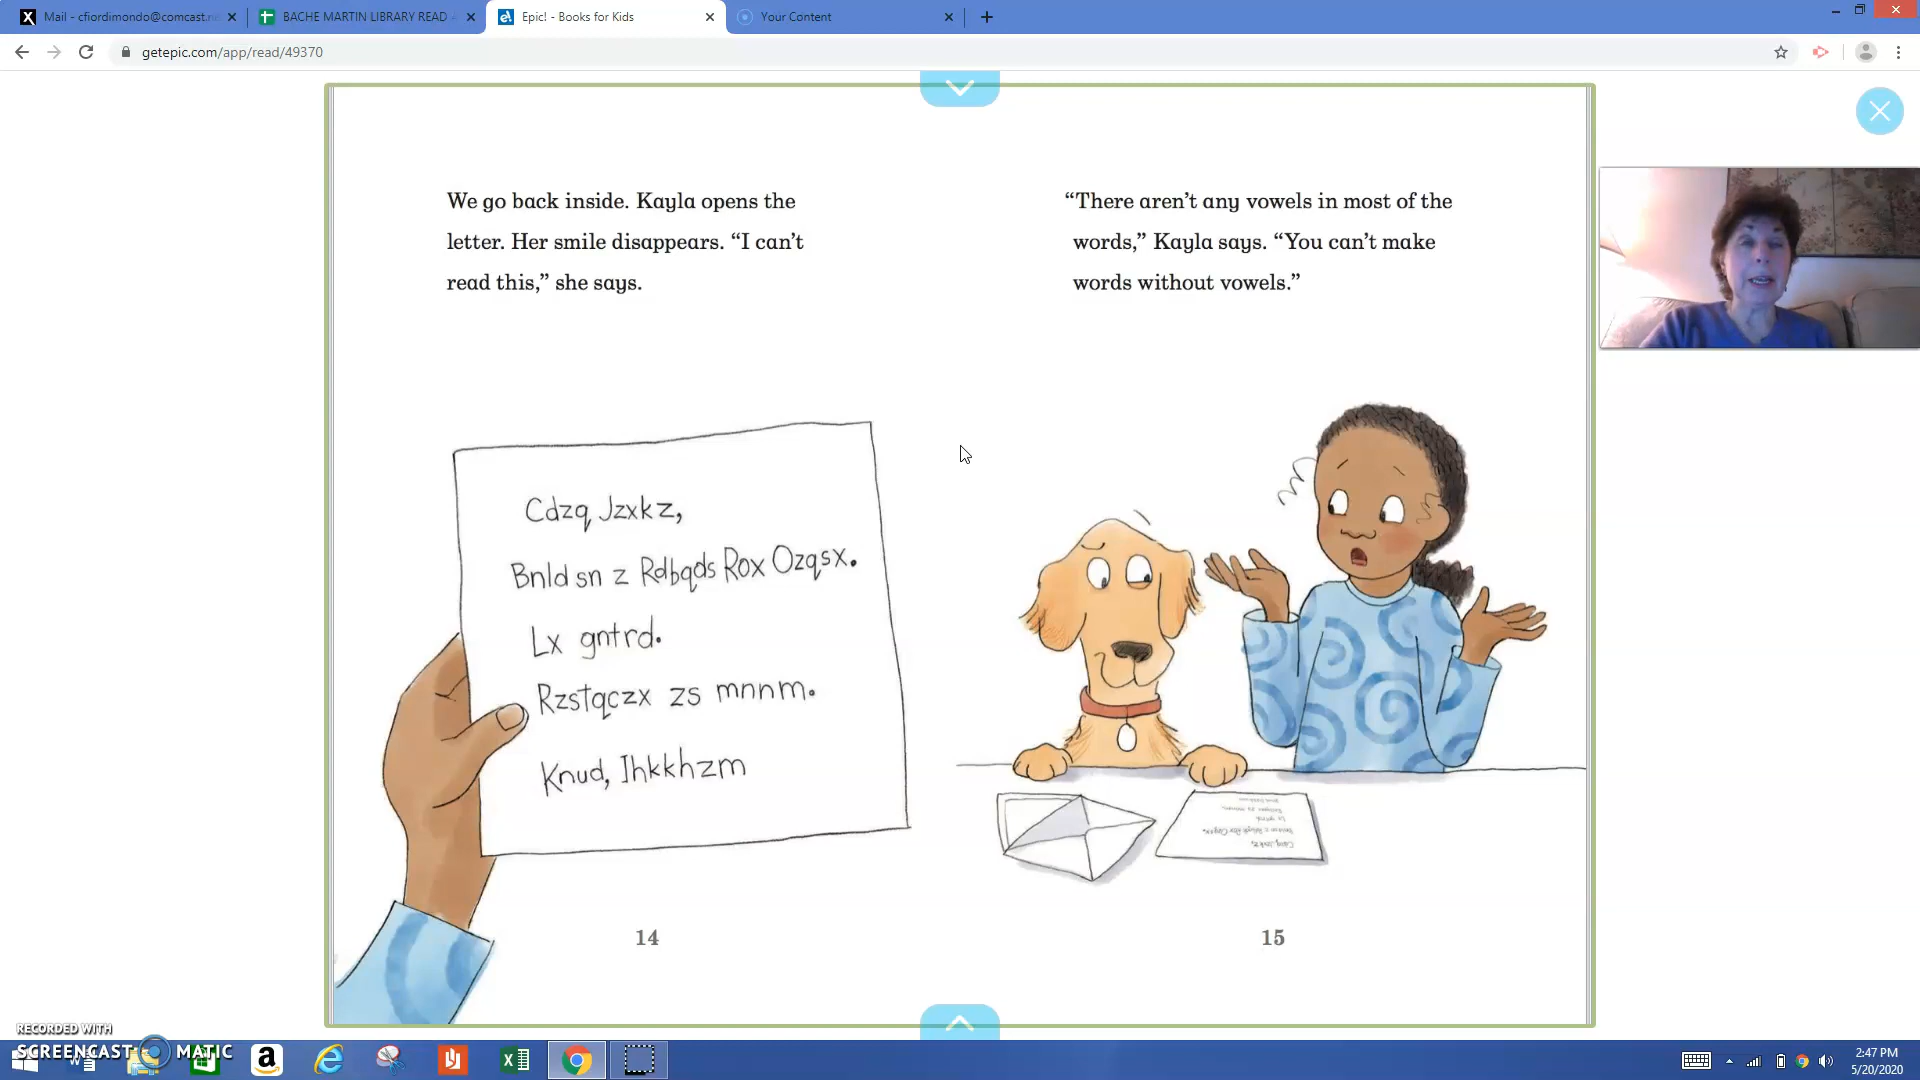 Mail - cfiordimondo@comcast.ne
BACHE MARTIN LIBRARY READ
Epic! - Books for Kids
Your Content
getepic.com/app/read/49370
We go back inside. Kayla opens the
letter. Her smile disappears. “I can’t
read this,” she says.
Cdzq Jzxkz,
Bnld sn z Rdbqds Rox Ozqsx.
Lx gntrd.
Rzstqczx zs mnnm.
Knud, Ihkkhzm
14
“There aren’t any vowels in most of the
words,” Kayla says. “You can’t make
words without vowels.”
15
RECORDED WITH
SCREENCAST MATIC
2:47 PM
5/20/2020